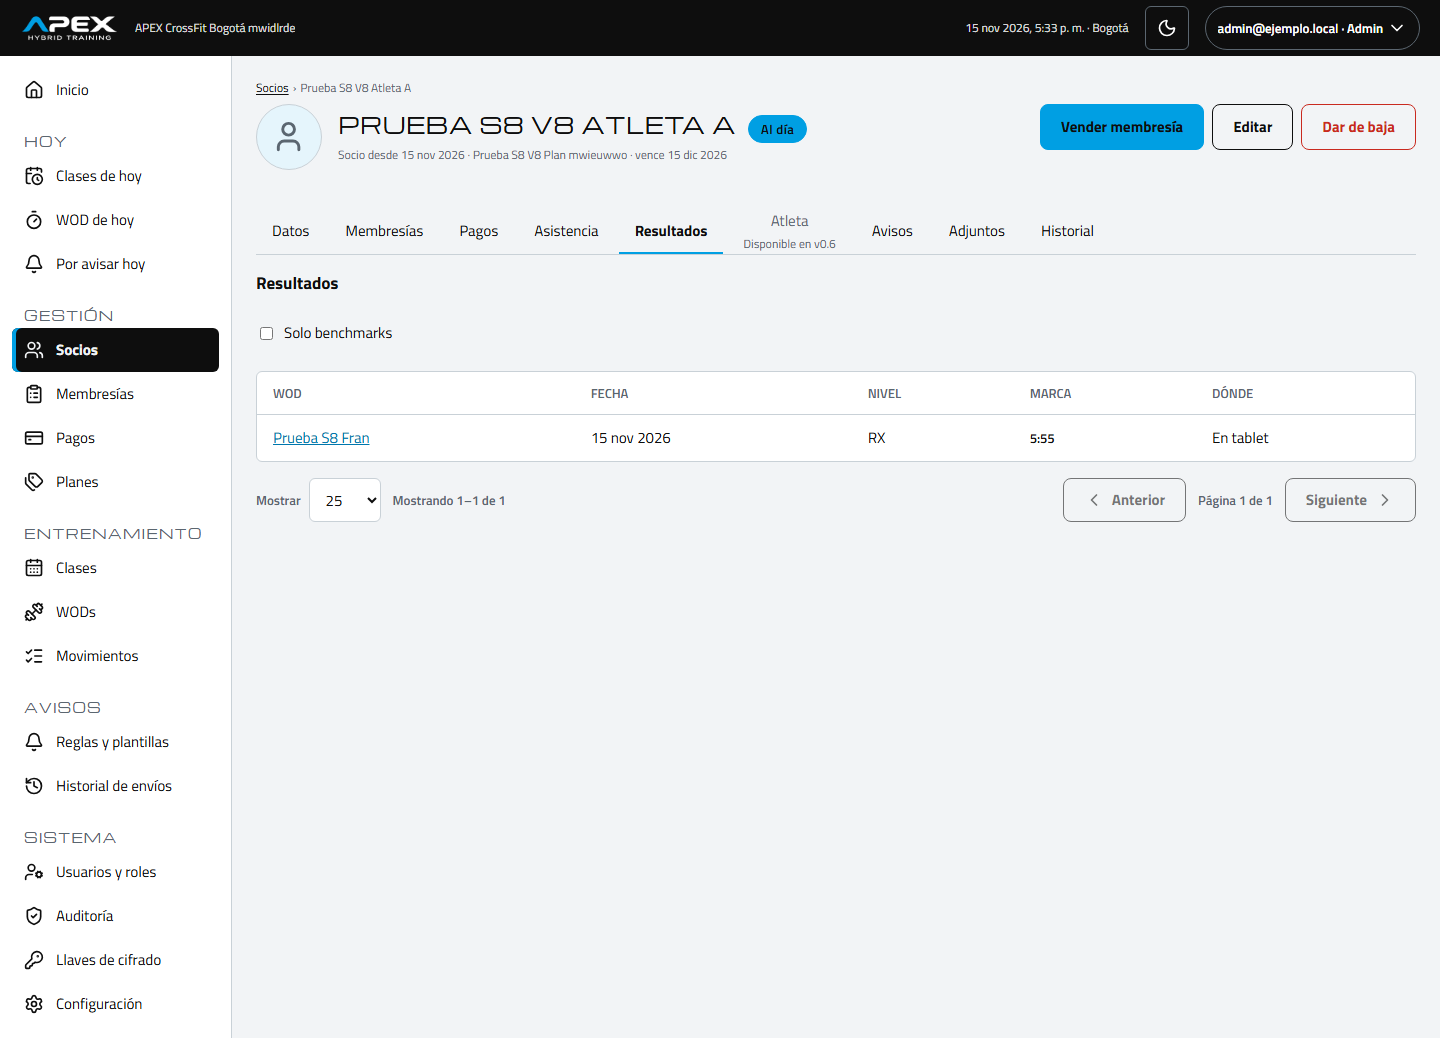 APEX
HYBRID TRAINING
APEX CrossFit Bogotá mwidlrde
15 nov 2026, 5:33 p. m. · Bogotá
admin@ejemplo.local · Admin
Inicio
HOY
Clases de hoy
WOD de hoy
Por avisar hoy
GESTIÓN
Socios
Membresías
Pagos
Planes
ENTRENAMIENTO
Clases
WODs
Movimientos
AVISOS
Reglas y plantillas
Historial de envíos
SISTEMA
Usuarios y roles
Auditoría
Llaves de cifrado
Configuración
Socios › Prueba S8 V8 Atleta A
PRUEBA S8 V8 ATLETA A
Al día
Socio desde 15 nov 2026 · Prueba S8 V8 Plan mwieuwwo · vence 15 dic 2026
Vender membresía
Editar
Dar de baja
Datos
Membresías
Pagos
Asistencia
Resultados
Atleta
Disponible en v0.6
Avisos
Adjuntos
Historial
Resultados
Solo benchmarks
WOD FECHA NIVEL MARCA DÓNDE
Prueba S8 Fran 15 nov 2026 RX 5:55 En tablet
Mostrar 25 Mostrando 1–1 de 1
Anterior Página 1 de 1 Siguiente